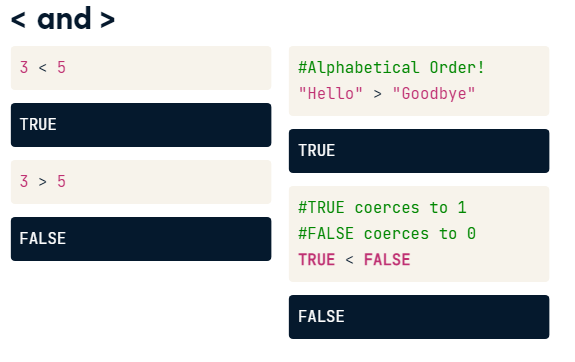 < and >
3 < 5
TRUE
3 > 5
FALSE
#Alphabetical Order!
"Hello" > "Goodbye"
TRUE
#TRUE coerces to 1
#FALSE coerces to 0
TRUE < FALSE
FALSE